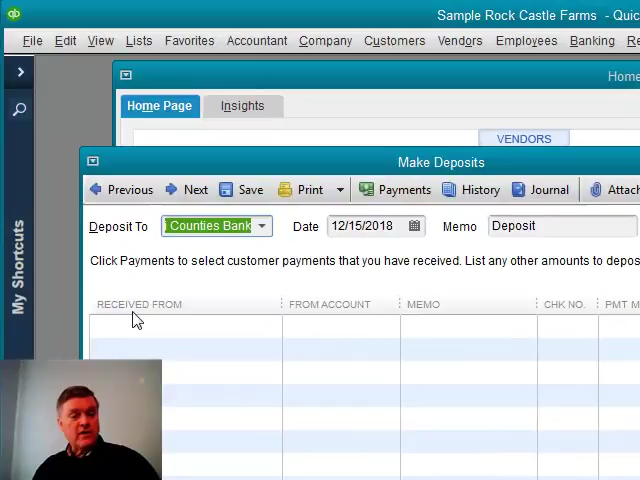 Sample Rock Castle Farms - Quic
File Edit View Lists Favorites Accountant Company Customers Vendors Employees Banking Re
Home
Home Page Insights
VENDORS
Make Deposits
Previous Next Save Print Payments History Journal Attach
Deposit To Counties Bank Date 12/15/2018 Memo Deposit
Click Payments to select customer payments that you have received. List any other amounts to depos
RECEIVED FROM FROM ACCOUNT MEMO CHK NO. PMT M
My Shortcuts